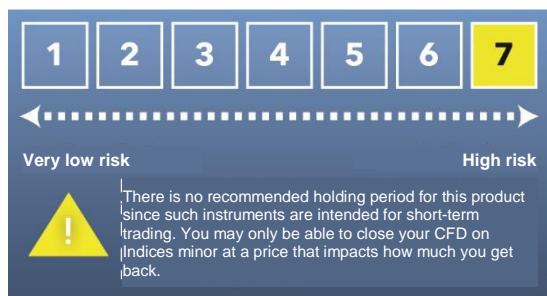 1 2 3 4 5 6 7
Very low risk High risk
!
There is no recommended holding period for this product
since such instruments are intended for short-term
trading. You may only be able to close your CFD on
Indices minor at a price that impacts how much you get
back.